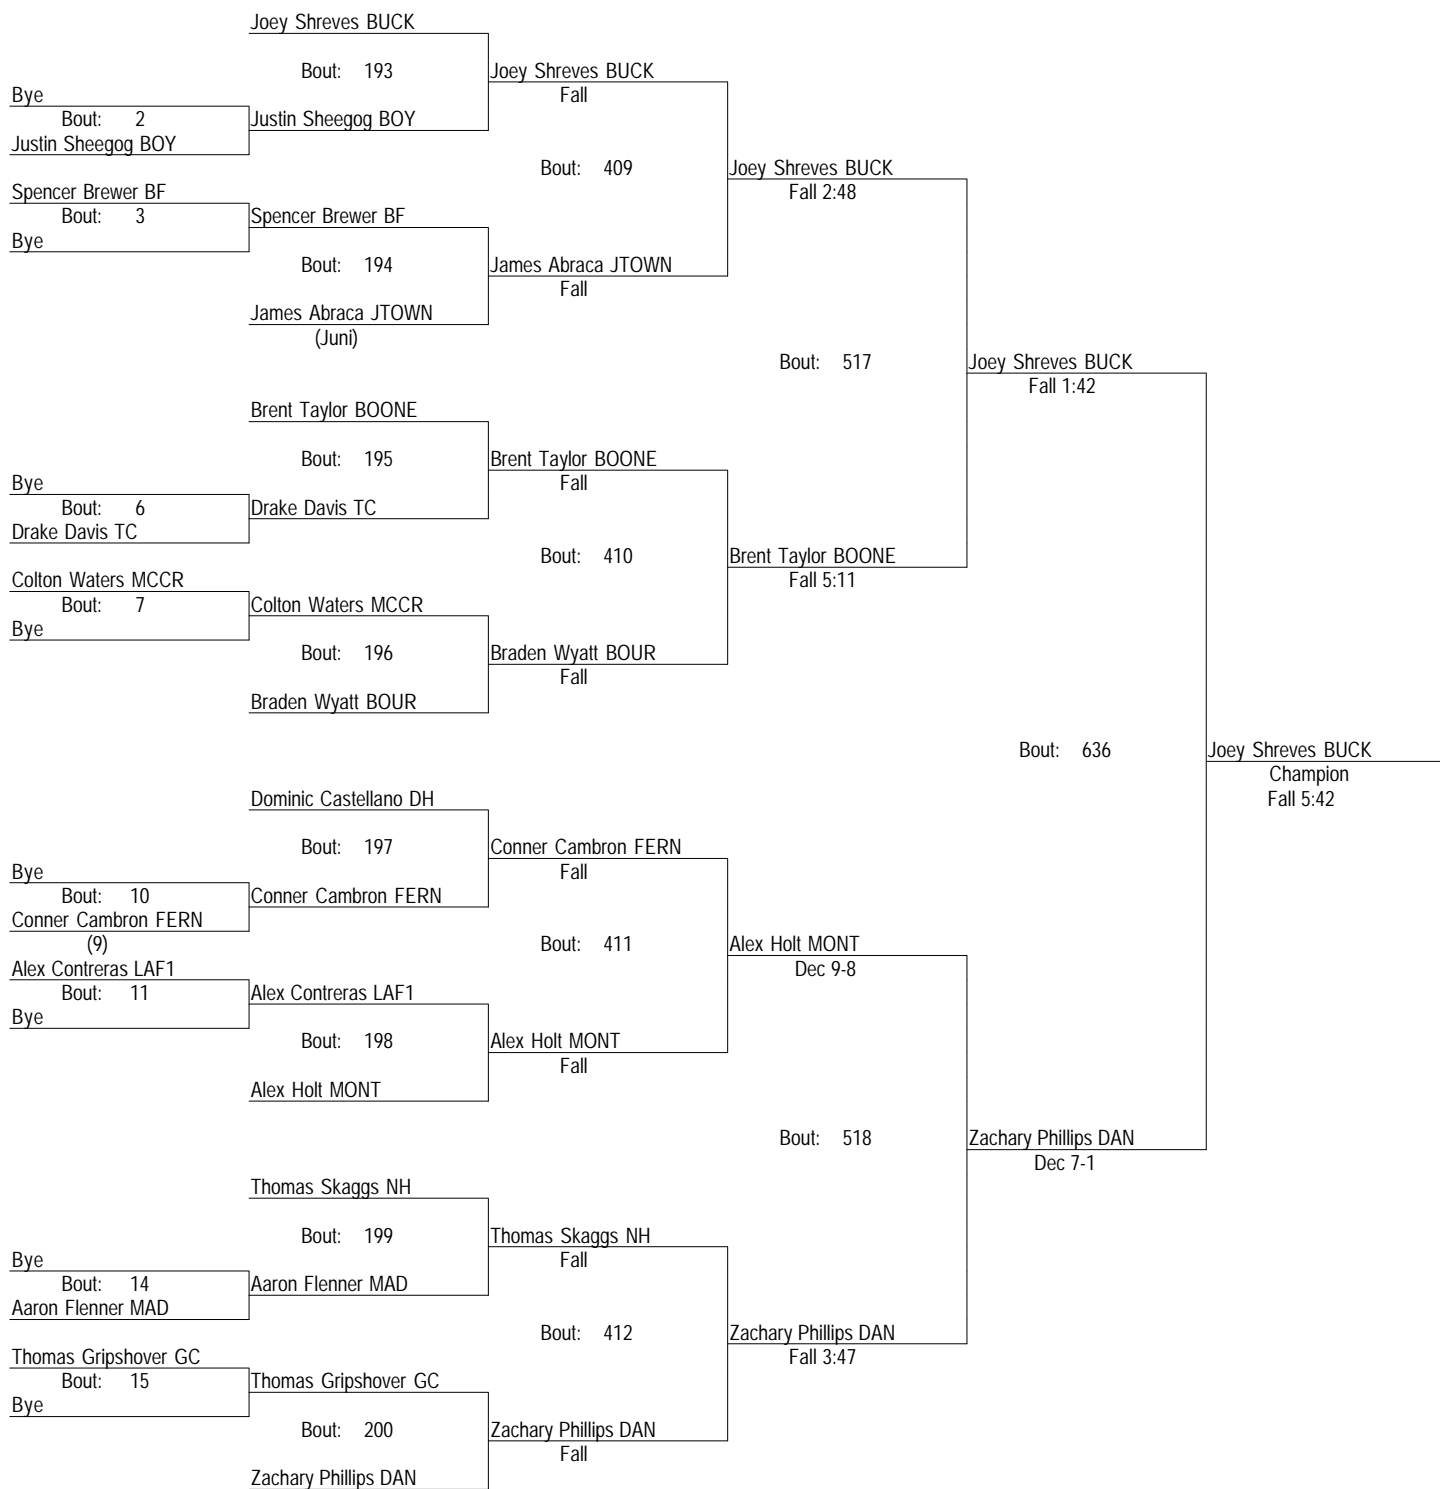 Joey Shreves BUCK
Bout: 193
Joey Shreves BUCK
Fall
Bye
Bout: 2
Justin Sheegog BOY
Justin Sheegog BOY
Bout: 409
Joey Shreves BUCK
Fall 2:48
Spencer Brewer BF
Bout: 3
Spencer Brewer BF
Bye
Bout: 194
James Abraca JTOWN
Fall
James Abraca JTOWN
(Juni)
Bout: 517
Joey Shreves BUCK
Fall 1:42
Brent Taylor BOONE
Bout: 195
Brent Taylor BOONE
Fall
Bye
Bout: 6
Drake Davis TC
Drake Davis TC
Bout: 410
Brent Taylor BOONE
Fall 5:11
Colton Waters MCCR
Bout: 7
Colton Waters MCCR
Bye
Bout: 196
Braden Wyatt BOUR
Fall
Braden Wyatt BOUR
Bout: 636
Joey Shreves BUCK
Champion
Fall 5:42
Dominic Castellano DH
Bout: 197
Conner Cambron FERN
Fall
Bye
Bout: 10
Conner Cambron FERN
Conner Cambron FERN
(9)
Bout: 411
Alex Holt MONT
Dec 9-8
Alex Contreras LAF1
Bout: 11
Alex Contreras LAF1
Bye
Bout: 198
Alex Holt MONT
Fall
Alex Holt MONT
Bout: 518
Zachary Phillips DAN
Dec 7-1
Thomas Skaggs NH
Bout: 199
Thomas Skaggs NH
Fall
Bye
Bout: 14
Aaron Flenner MAD
Aaron Flenner MAD
Bout: 412
Zachary Phillips DAN
Fall 3:47
Thomas Gripshover GC
Bout: 15
Thomas Gripshover GC
Bye
Bout: 200
Zachary Phillips DAN
Fall
Zachary Phillips DAN